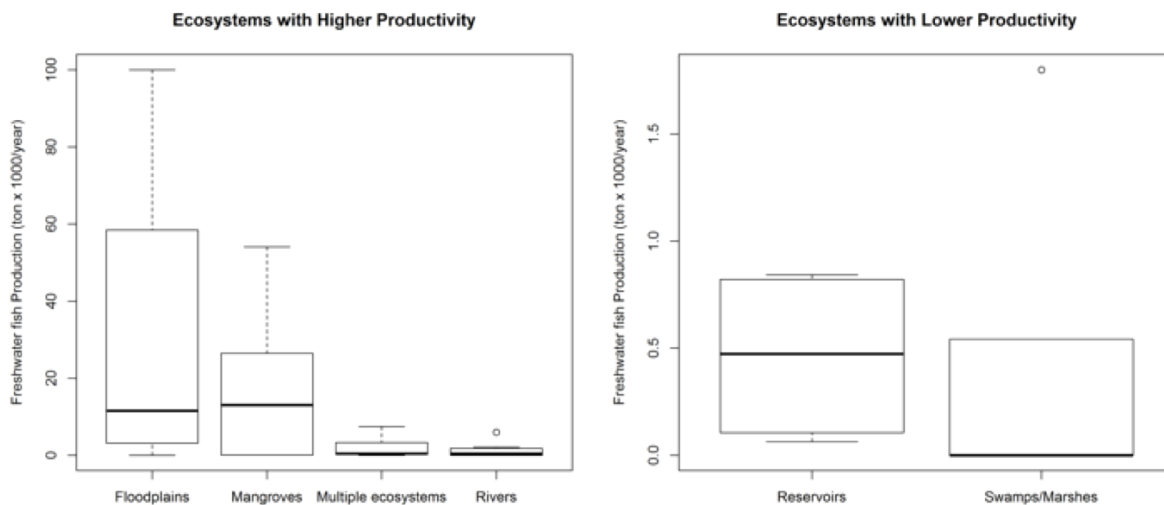 Ecosystems with Higher Productivity
Freshwater fish Production (ton x 1000/year)
100
80
60
40
20
0
Floodplains Mangroves Multiple ecosystems Rivers
Ecosystems with Lower Productivity
Freshwater fish Production (ton x 1000/year)
1.5
1.0
0.5
0.0
Reservoirs Swamps/Marshes